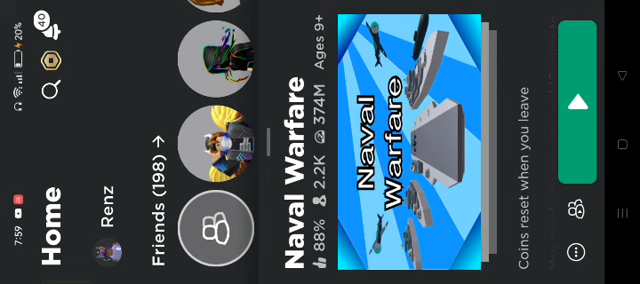 7:59
20%
Home
40
Renz
Friends (198) →
Naval Warfare
88% 2.2K 374M Ages 9+
Naval
Warfare
Coins reset when you leave